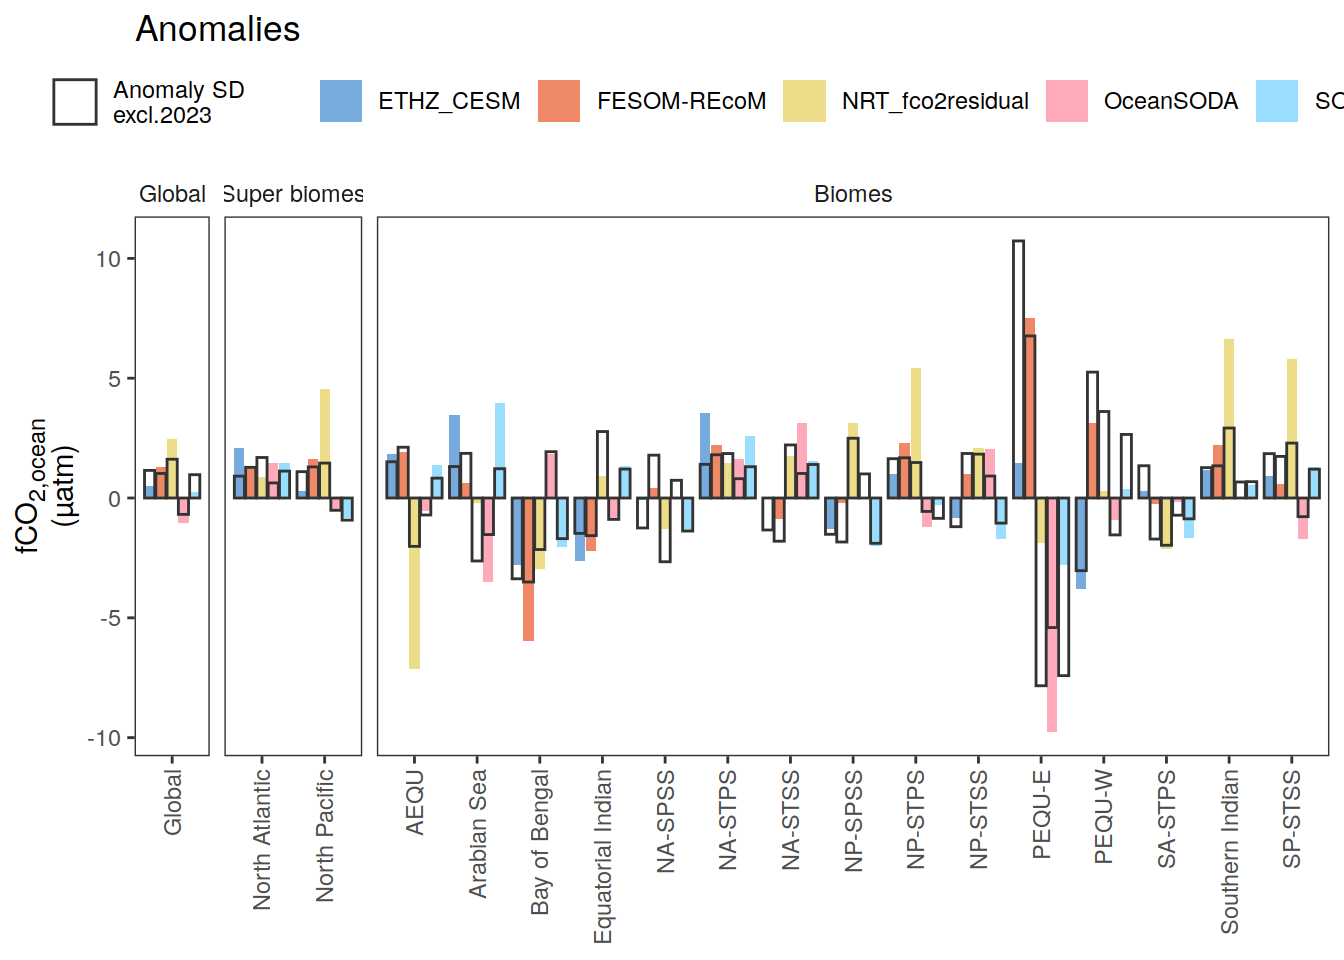 Anomalies
Anomaly SD
excl.2023
ETHZ_CESM
FESOM-REcoM
NRT_fco2residual
OceanSODA
Global
Super biomes
Biomes
fCO2,ocean
(µatm)
10
5
0
-5
-10
Global
North Atlantic
North Pacific
AEQU
Arabian Sea
Bay of Bengal
Equatorial Indian
NA-SPSS
NA-STPS
NA-STSS
NP-SPSS
NP-STPS
NP-STSS
PEQU-E
PEQU-W
SA-STPS
Southern Indian
SP-STSS